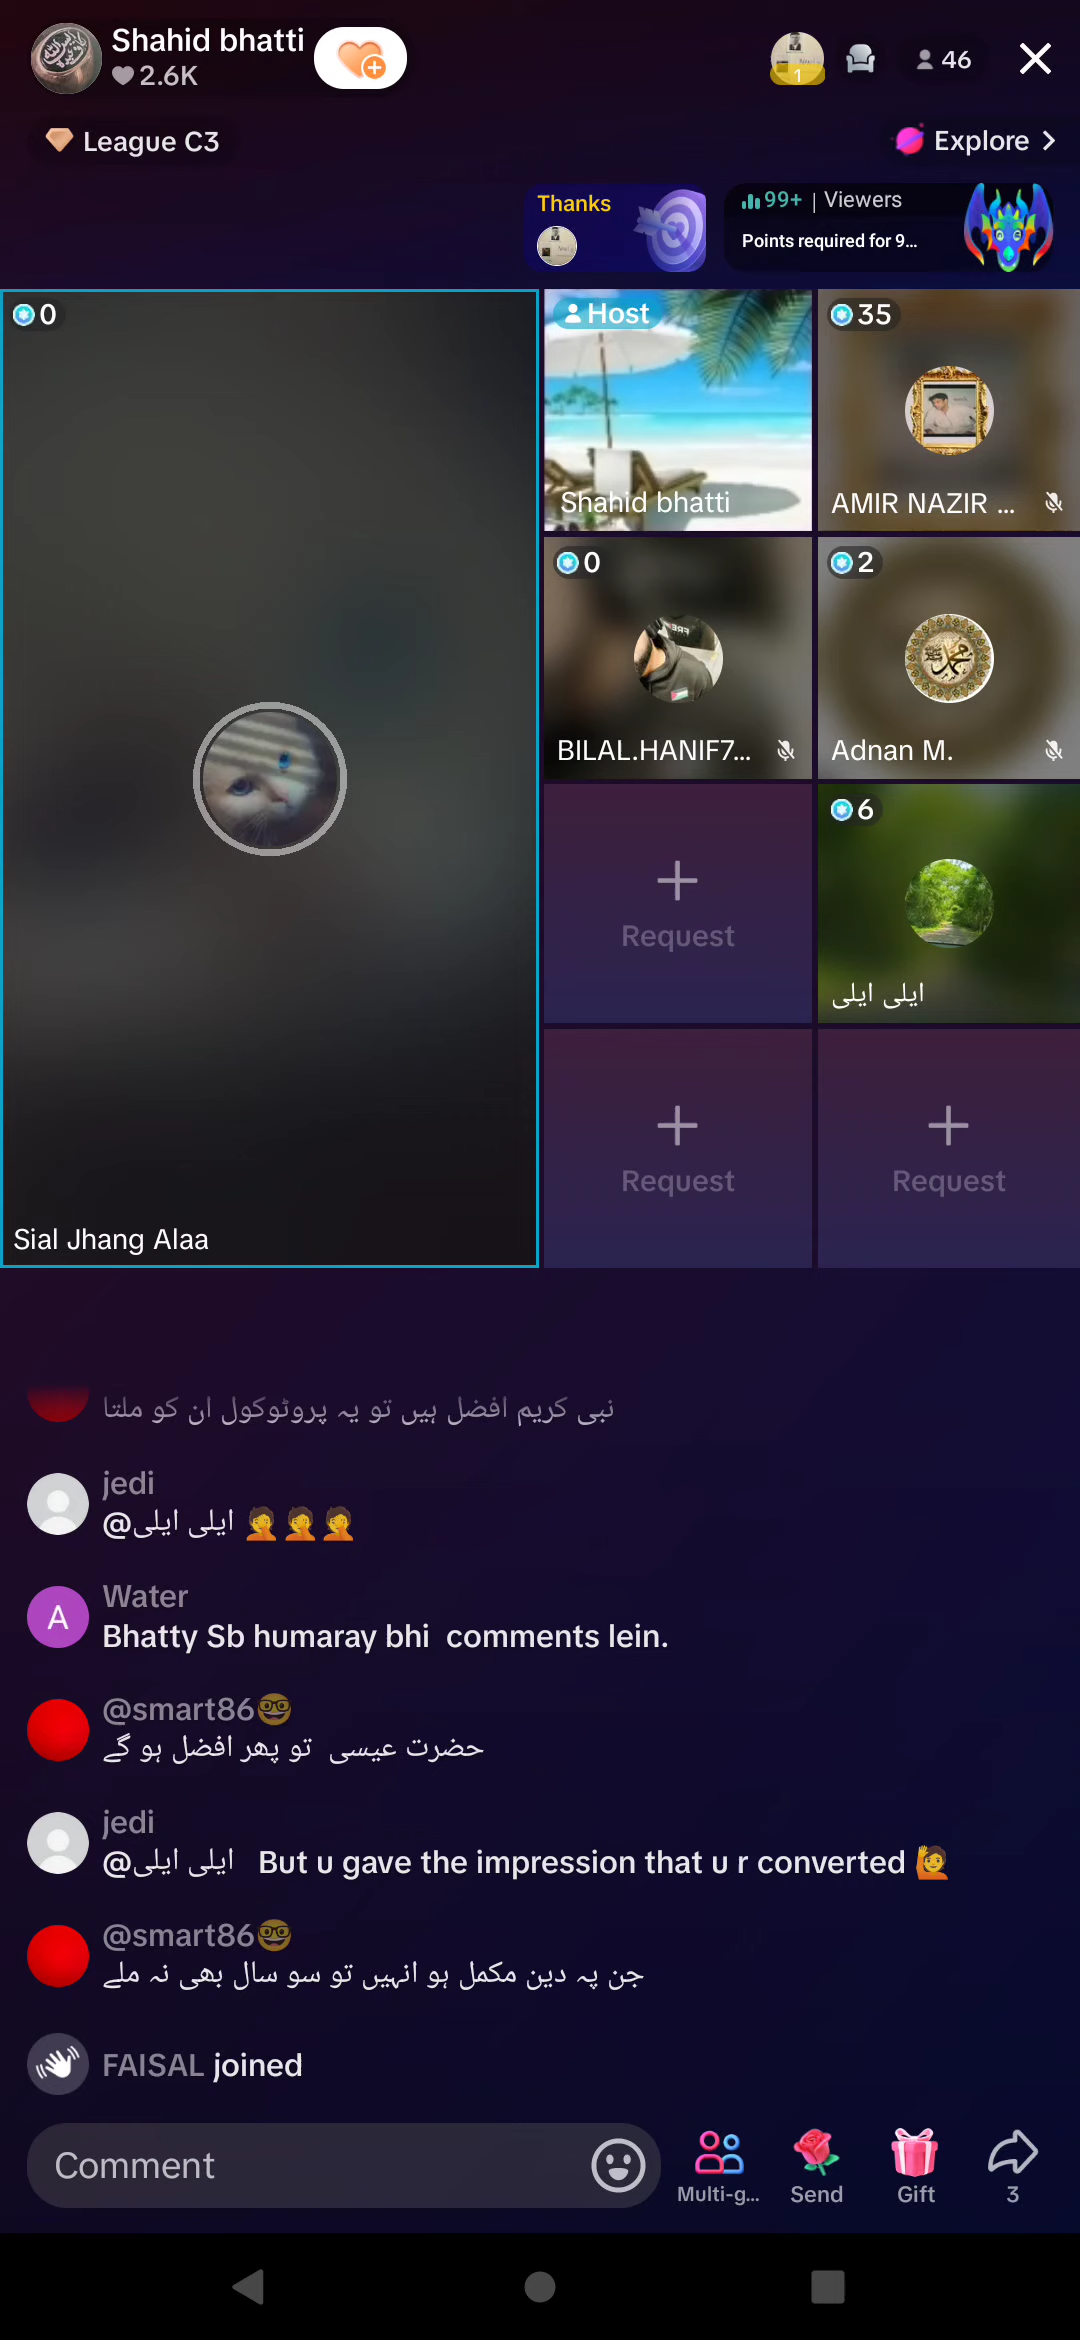 Shahid bhatti
2.6K
1
46
League C3
Explore
Thanks
99+ | Viewers
Points required for 9...
0
Host
Shahid bhatti
35
AMIR NAZIR ...
0
BILAL.HANIF7...
2
Adnan M.
Request
6
ایلی ایلی
Request
Request
Sial Jhang Alaa
نبی کریم افضل ہیں تو یہ پروٹوکول ان کو ملتا
jedi
@ایلی ایلی 🤦🤦🤦
Water
Bhatty Sb humaray bhi comments lein.
@smart86🤓
حضرت عیسی تو پھر افضل ہو گے
jedi
@ایلی ایلی But u gave the impression that u r converted 🙋
@smart86🤓
جن پہ دین مکمل ہو انہیں تو سو سال بھی نہ ملے
FAISAL joined
Comment
Multi-g...
Send
Gift
3